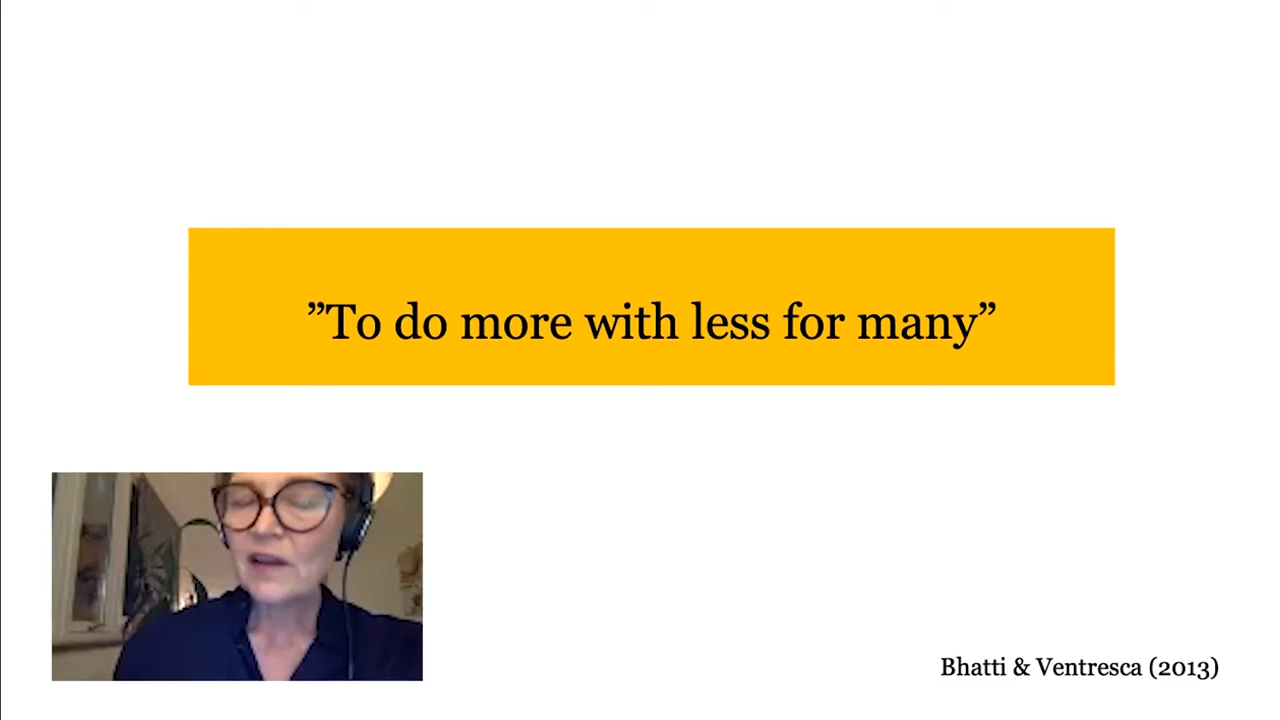 ”To do more with less for many”
Bhatti & Ventresca (2013)